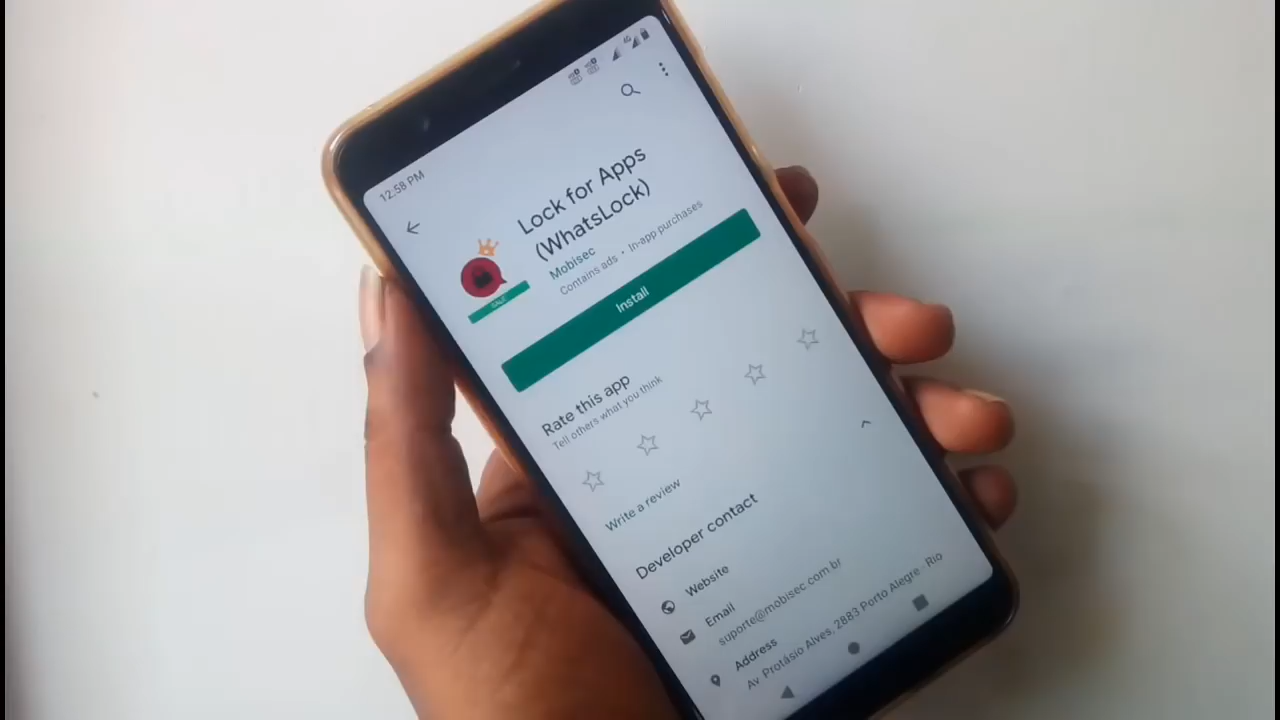 12:58 PM
4G
Lock for Apps
(WhatsLock)
Mobisec
Contains ads • In-app purchases
SALE
Install
Rate this app
Tell others what you think
Write a review
Developer contact
Website
Email
suporte@mobisec.com.br
Address
Av Protásio Alves, 2883 Porto Alegre - Rio